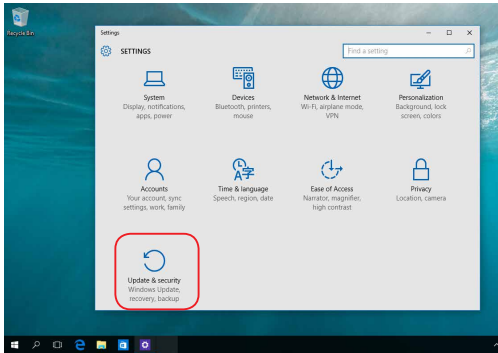 Recycle Bin
Settings
SETTINGS
Find a setting
System
Display, notifications,
apps, power
Devices
Bluetooth, printers,
mouse
Network & Internet
Wi-Fi, airplane mode,
VPN
Personalization
Background, lock
screen, colors
Accounts
Your account, sync
settings, work, family
Time & language
Speech, region, date
Ease of Access
Narrator, magnifier,
high contrast
Privacy
Location, camera
Update & security
Windows Update,
recovery, backup